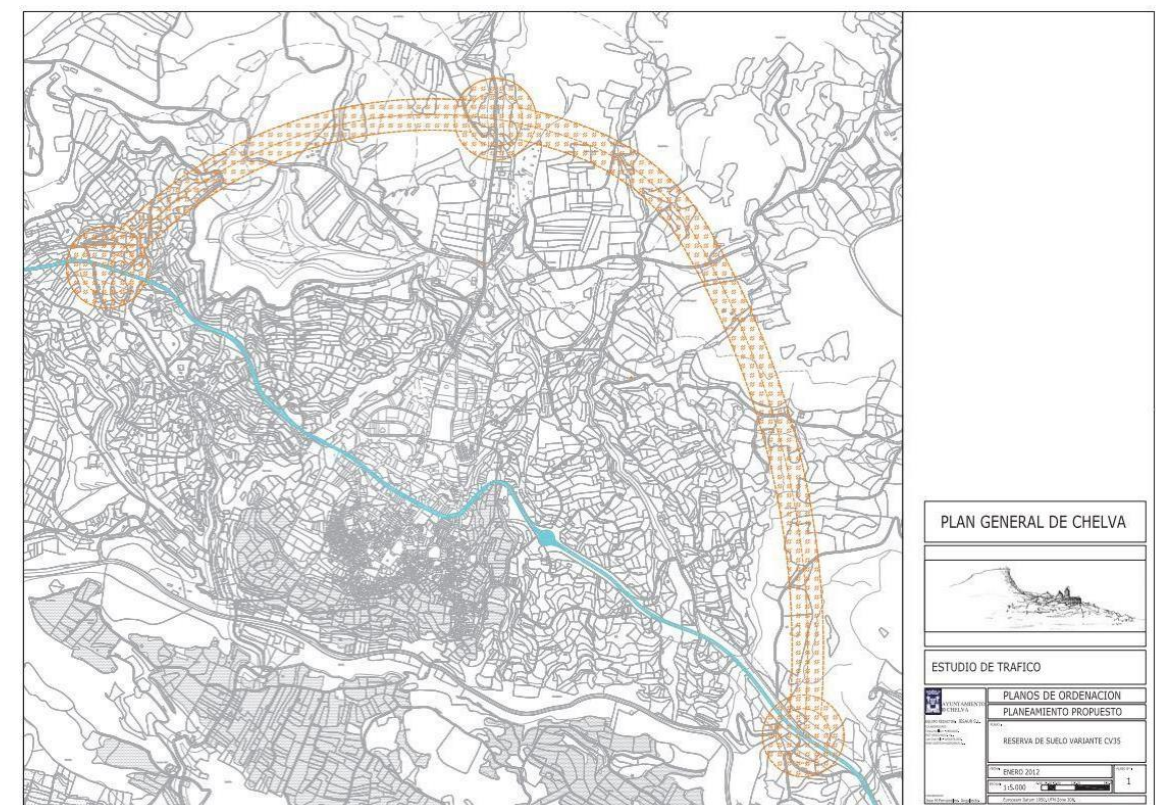 PLAN GENERAL DE CHELVA
ESTUDIO DE TRAFICO
AYUNTAMIENTO
CHELVA
PLANOS DE ORDENACION
PLANEAMIENTO PROPUESTO
RESERVA DE SUELO VARIANTE CV35
ENERO 2012
1:5.000
1